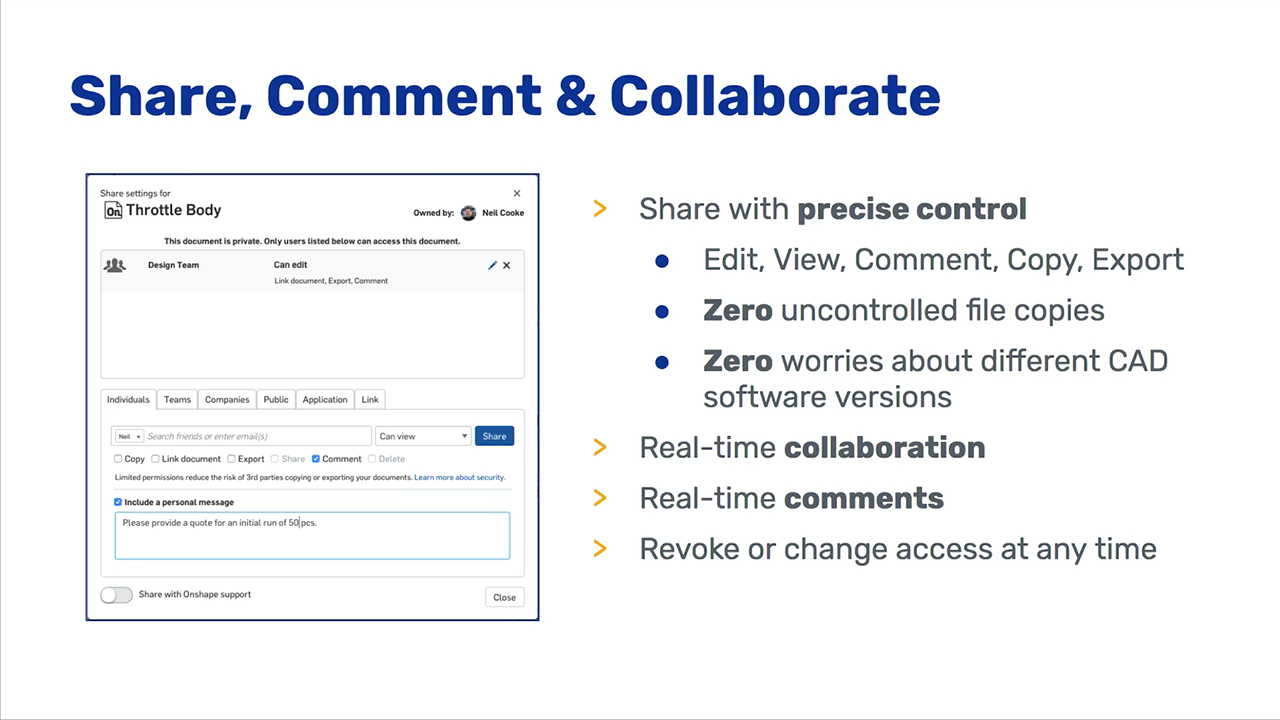 Share, Comment & Collaborate
Share settings for
On Throttle Body
Owned by: Neil Cooke
This document is private. Only users listed below can access this document.
Design Team Can edit
Link document, Export, Comment
Individuals Teams Companies Public Application Link
Neil × Search friends or enter email(s) Can view Share
Copy Link document Export Share Comment Delete
Limited permissions reduce the risk of 3rd parties copying or exporting your documents. Learn more about security.
Include a personal message
Please provide a quote for an initial run of 50 pcs.
Share with Onshape support
Close
> Share with precise control
• Edit, View, Comment, Copy, Export
• Zero uncontrolled file copies
• Zero worries about different CAD
software versions
> Real-time collaboration
> Real-time comments
> Revoke or change access at any time